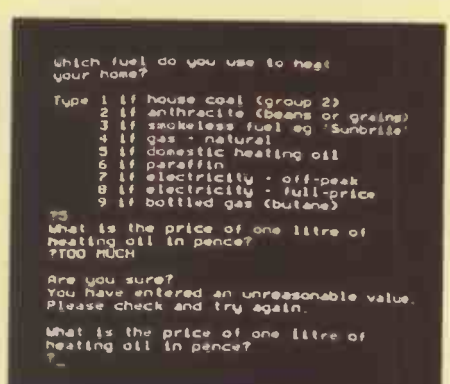 Which fuel do you use to heat
your home?
Type 1 if house coal (group 2)
2 if anthracite (beans or grains)
3 if smokeless fuel eg 'Sunbrite'
4 if gas - natural
5 if domestic heating oil
6 if paraffin
7 if electricity - off-peak
8 if electricity - full-price
9 if bottled gas (butane)
?5
What is the price of one litre of
heating oil in pence?
?TOO MUCH
Are you sure?
You have entered an unreasonable value.
Please check and try again.
What is the price of one litre of
heating oil in pence?
?_